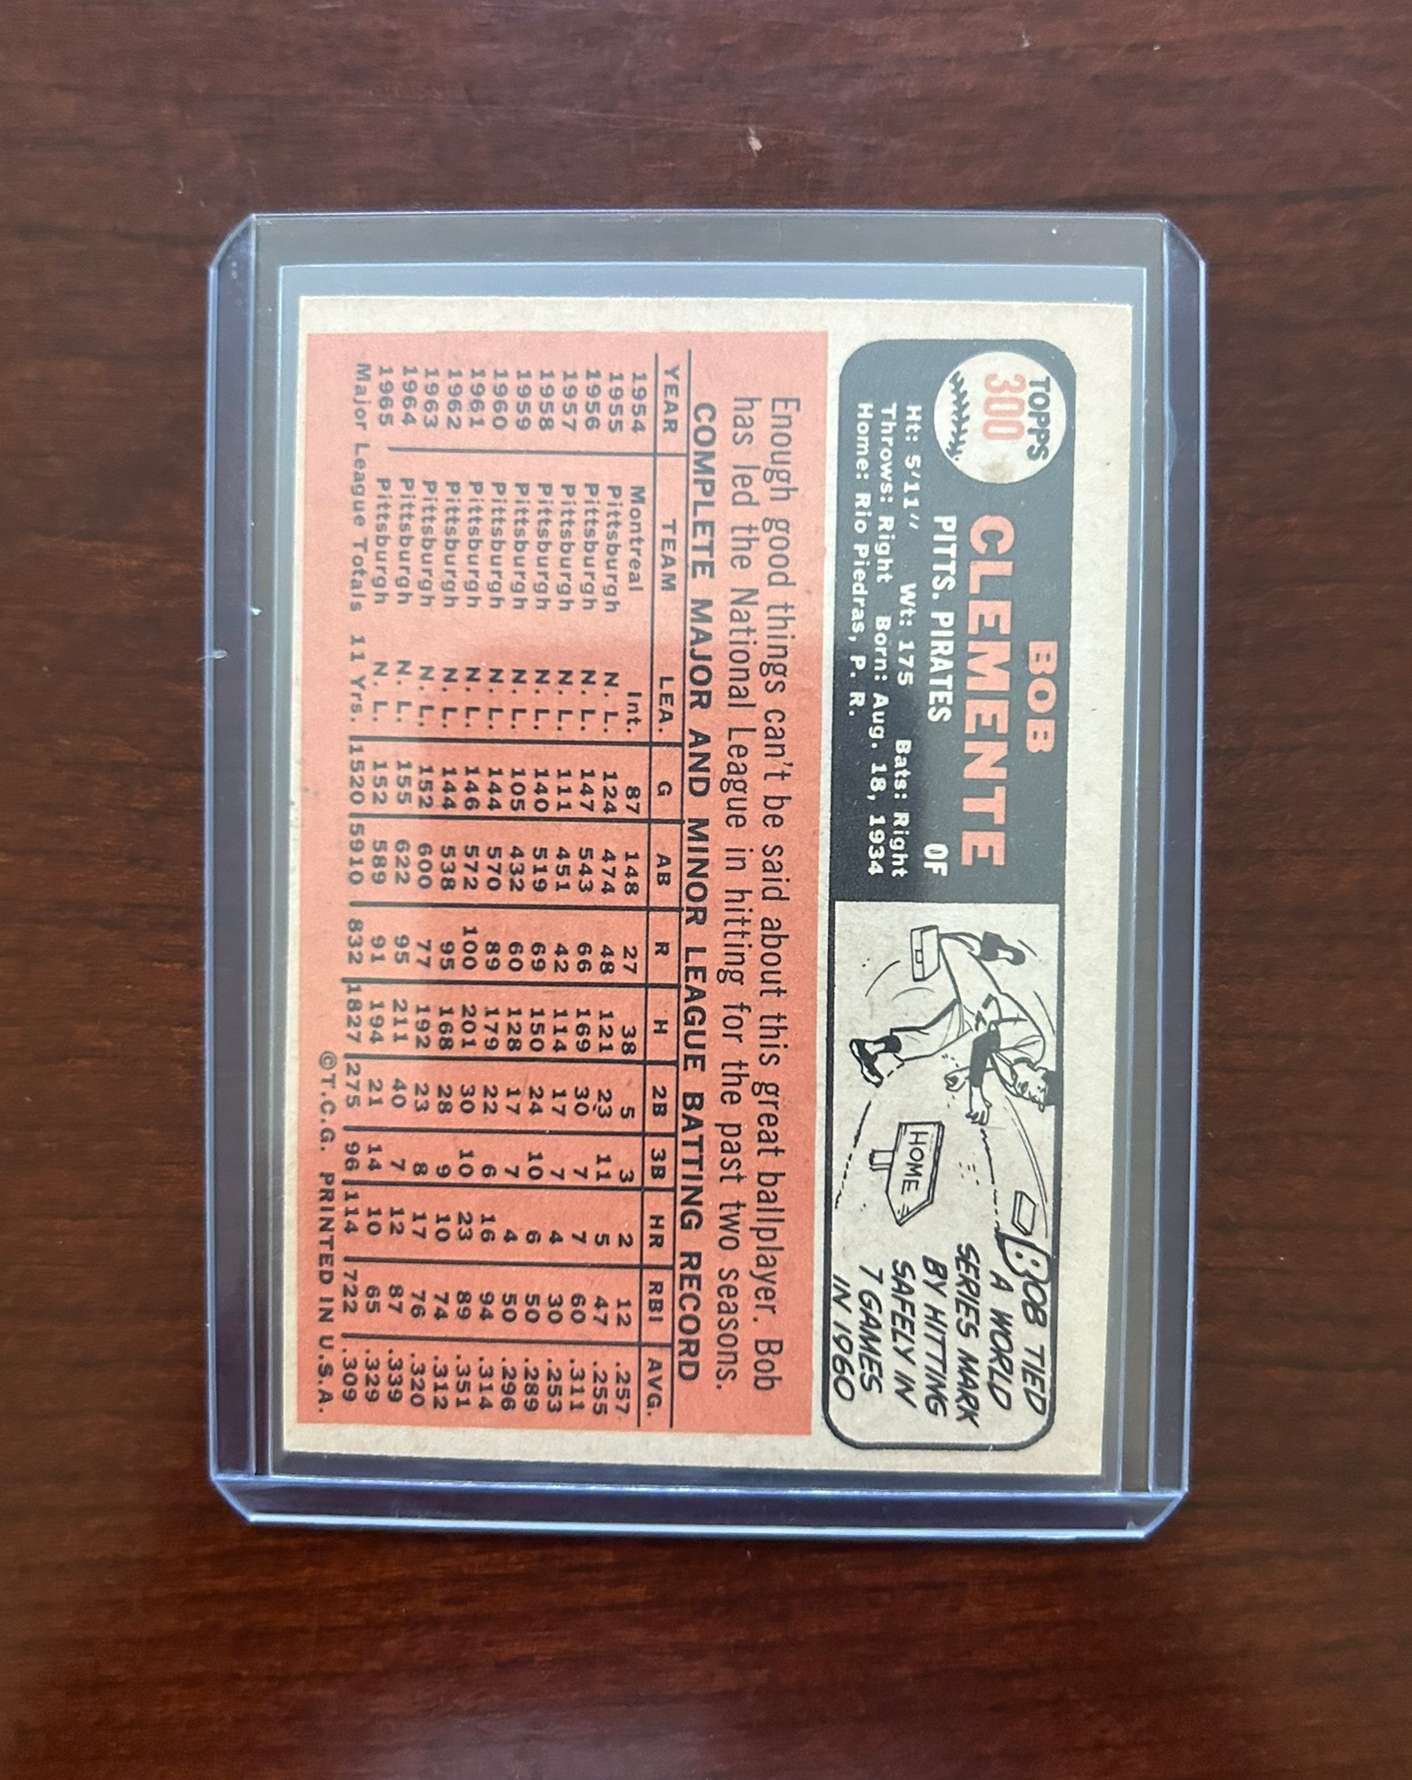 TOPPS
300
BOB
CLEMENTE
PITTS. PIRATES OF
Ht: 5'11" Wt: 175 Bats: Right
Throws: Right Born: Aug. 18, 1934
Home: Rio Piedras, P. R.
HOME
BOB TIED
A WORLD
SERIES MARK
BY HITTING
SAFELY IN
7 GAMES
IN 1960
Enough good things can't be said about this great ballplayer. Bob
has led the National League in hitting for the past two seasons.
COMPLETE MAJOR AND MINOR LEAGUE BATTING RECORD
YEAR TEAM LEA. G AB R H 2B 3B HR RBI AVG.
1954 Montreal Int. 87 148 27 38 5 3 2 12 .257
1955 Pittsburgh N. L. 124 474 48 121 23 11 5 47 .255
1956 Pittsburgh N. L. 147 543 66 169 30 7 7 60 .311
1957 Pittsburgh N. L. 111 451 42 114 17 7 4 30 .253
1958 Pittsburgh N. L. 140 519 69 150 24 10 6 50 .289
1959 Pittsburgh N. L. 105 432 60 128 17 7 4 50 .296
1960 Pittsburgh N. L. 144 570 89 179 22 6 16 94 .314
1961 Pittsburgh N. L. 146 572 100 201 30 10 23 89 .351
1962 Pittsburgh N. L. 144 538 95 168 28 9 10 74 .312
1963 Pittsburgh N. L. 152 600 77 192 23 8 17 76 .320
1964 Pittsburgh N. L. 155 622 95 211 40 7 12 87 .339
1965 Pittsburgh N. L. 152 589 91 194 21 14 10 65 .329
Major League Totals 11 Yrs. 1520 5910 832 1827 275 96 114 722 .309
©T.C.G. PRINTED IN U.S.A.